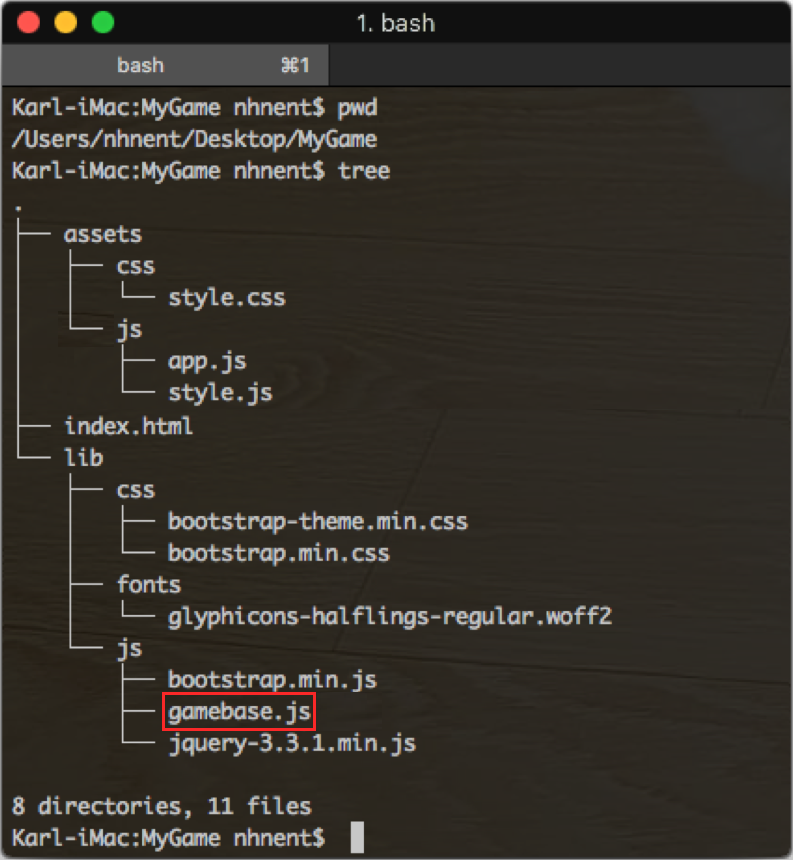 1. bash
bash ⌘1
Karl-iMac:MyGame nhnent$ pwd
/Users/nhnent/Desktop/MyGame
Karl-iMac:MyGame nhnent$ tree
.
├── assets
│   ├── css
│   │   └── style.css
│   └── js
│       ├── app.js
│       └── style.js
├── index.html
└── lib
    ├── css
    │   ├── bootstrap-theme.min.css
    │   └── bootstrap.min.css
    ├── fonts
    │   └── glyphicons-halflings-regular.woff2
    └── js
        ├── bootstrap.min.js
        ├── gamebase.js
        └── jquery-3.3.1.min.js
8 directories, 11 files
Karl-iMac:MyGame nhnent$